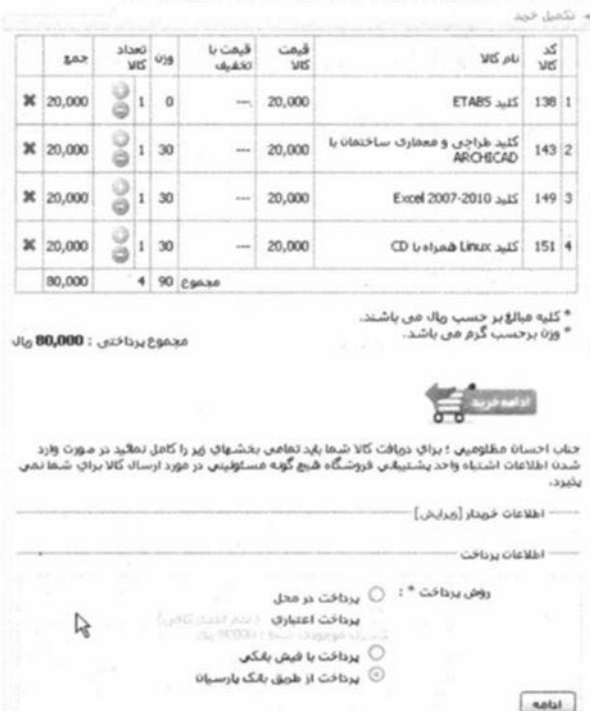 تکمیل خرید
کد کالا نام کالا قیمت کالا قیمت با تخفیف وزن تعداد کالا جمع
1 138 کلید ETABS 20,000 --- 0 1 20,000
2 143 کلید طراحی و معماری ساختمان با ARCHICAD 20,000 --- 30 1 20,000
3 149 کلید Excel 2007-2010 20,000 --- 30 1 20,000
4 151 کلید Linux همراه با CD 20,000 --- 30 1 20,000
مجموع 90 4 80,000
* کلیه مبالغ بر حسب ریال می باشند.
* وزن برحسب گرم می باشد.
مجموع پرداختی : 80,000 ریال
ادامه خرید
جناب احسان مظلومیی ؛ برای دریافت کالا شما باید تمامی بخشهای زیر را کامل نمائید در صورت وارد
شدن اطلاعات اشتباه واحد پشتیبانی فروشگاه هیچ گونه مسئولیتی در مورد ارسال کالا برای شما نمی
پذیرد.
اطلاعات خریدار [ویرایش]
اطلاعات پرداخت
روش پرداخت * :
پرداخت در محل
پرداخت اعتباری
پرداخت با فیش بانکی
پرداخت از طریق بانک پارسیان
ادامه